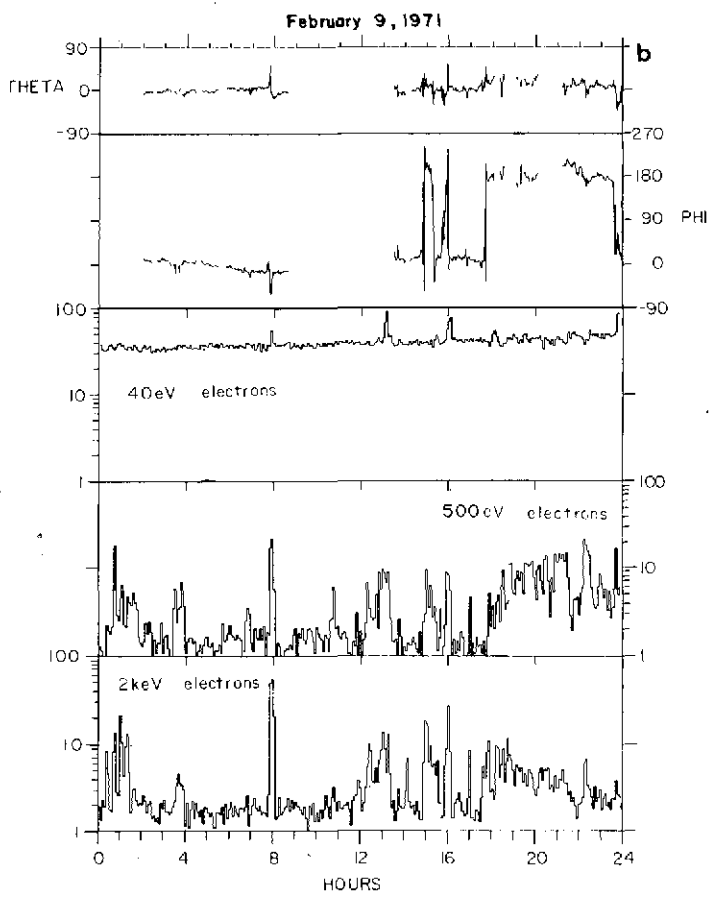 February 9, 1971
b
90
THETA 0
-90
270
180
90 PHI
0
-90
100
40eV electrons
10
1
100
500eV electrons
10
1
100
2keV electrons
10
1
0 4 8 12 16 20 24
HOURS